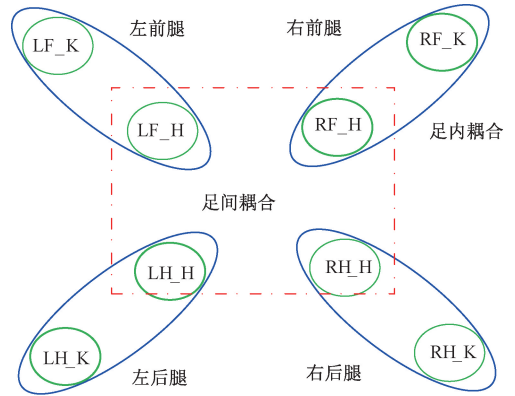 左前腿
右前腿
LF_K
RF_K
LF_H
RF_H
足内耦合
足间耦合
LH_H
RH_H
LH_K
RH_K
左后腿
右后腿